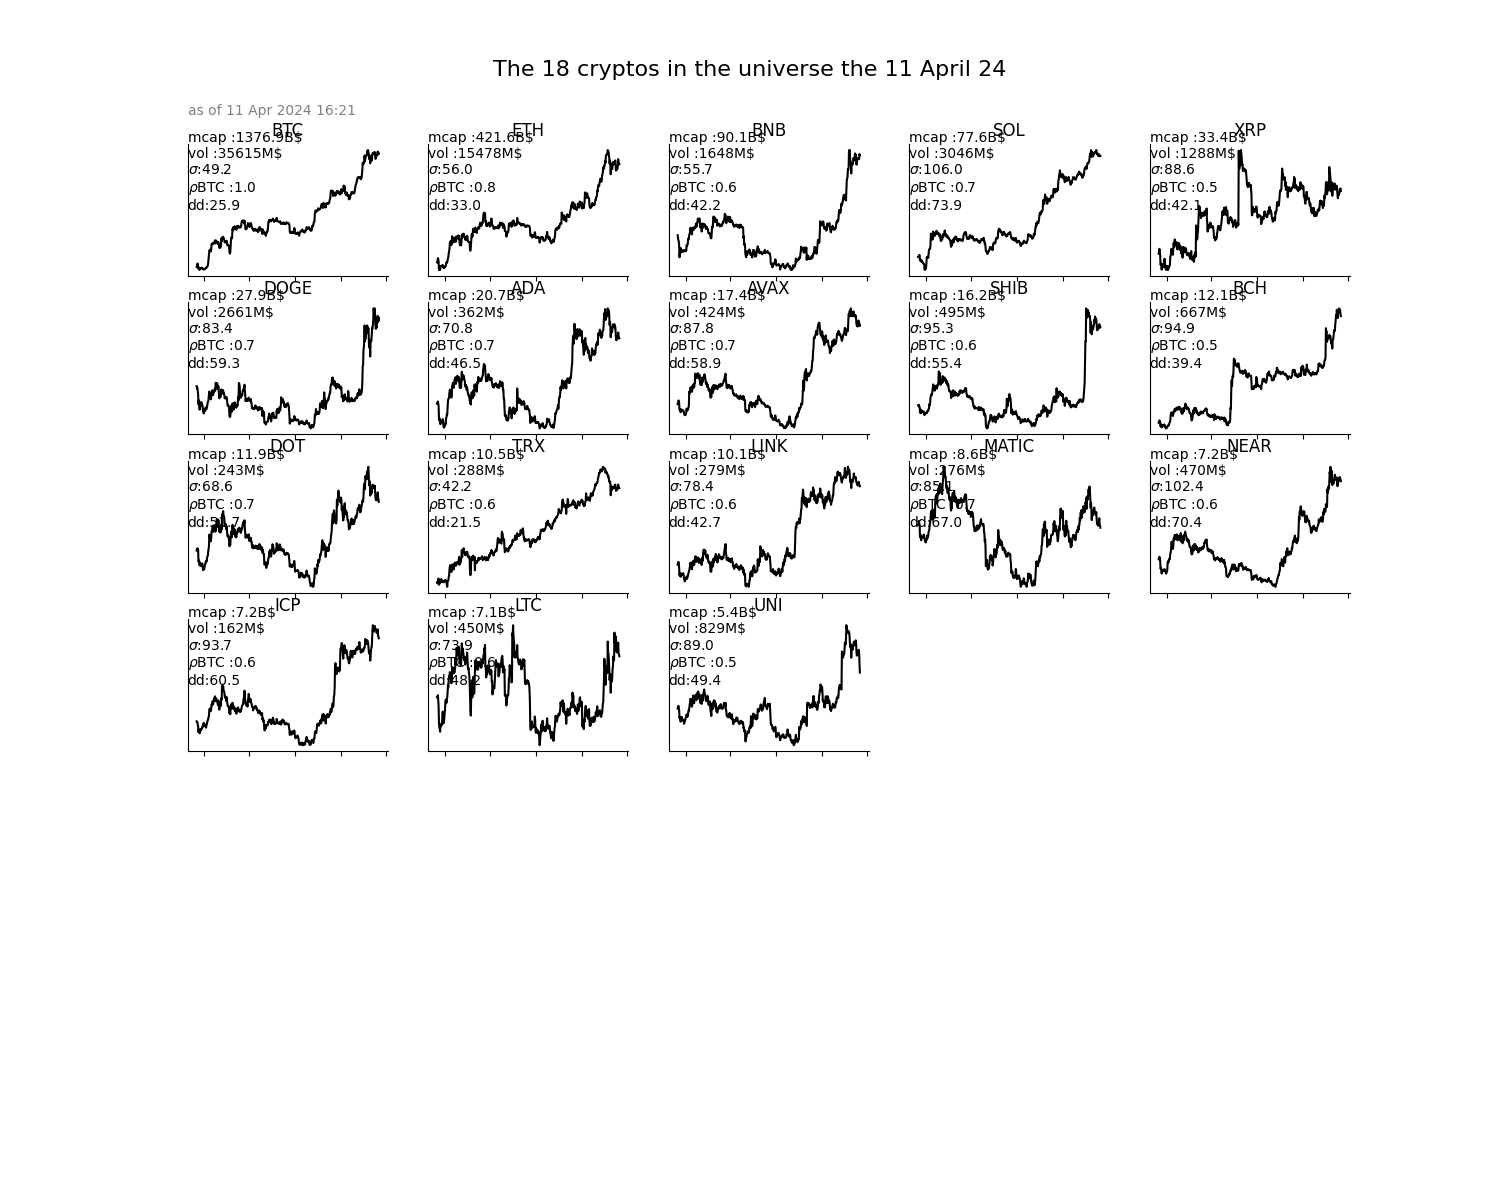 The 18 cryptos in the universe the 11 April 24
as of 11 Apr 2024 16:21
BTC
mcap :1376.9B$
vol :35615M$
σ:49.2
ρBTC :1.0
dd:25.9
ETH
mcap :421.6B$
vol :15478M$
σ:56.0
ρBTC :0.8
dd:33.0
BNB
mcap :90.1B$
vol :1648M$
σ:55.7
ρBTC :0.6
dd:42.2
SOL
mcap :77.6B$
vol :3046M$
σ:106.0
ρBTC :0.7
dd:73.9
XRP
mcap :33.4B$
vol :1288M$
σ:88.6
ρBTC :0.5
dd:42.1
DOGE
mcap :27.9B$
vol :2661M$
σ:83.4
ρBTC :0.7
dd:59.3
ADA
mcap :20.7B$
vol :362M$
σ:70.8
ρBTC :0.7
dd:46.5
AVAX
mcap :17.4B$
vol :424M$
σ:87.8
ρBTC :0.7
dd:58.9
SHIB
mcap :16.2B$
vol :495M$
σ:95.3
ρBTC :0.6
dd:55.4
BCH
mcap :12.1B$
vol :667M$
σ:94.9
ρBTC :0.5
dd:39.4
DOT
mcap :11.9B$
vol :243M$
σ:68.6
ρBTC :0.7
TRX
mcap :10.5B$
vol :288M$
σ:42.2
ρBTC :0.6
dd:21.5
LINK
mcap :10.1B$
vol :279M$
σ:78.4
ρBTC :0.6
dd:42.7
MATIC
mcap :8.6B$
vol :276M$
ρBTC :0.7
dd:67.0
NEAR
mcap :7.2B$
vol :470M$
σ:102.4
ρBTC :0.6
dd:70.4
ICP
mcap :7.2B$
vol :162M$
σ:93.7
ρBTC :0.6
dd:60.5
LTC
mcap :7.1B$
vol :450M$
σ:73.9
ρBTC :0.6
dd:48.2
UNI
mcap :5.4B$
vol :829M$
σ:89.0
ρBTC :0.5
dd:49.4